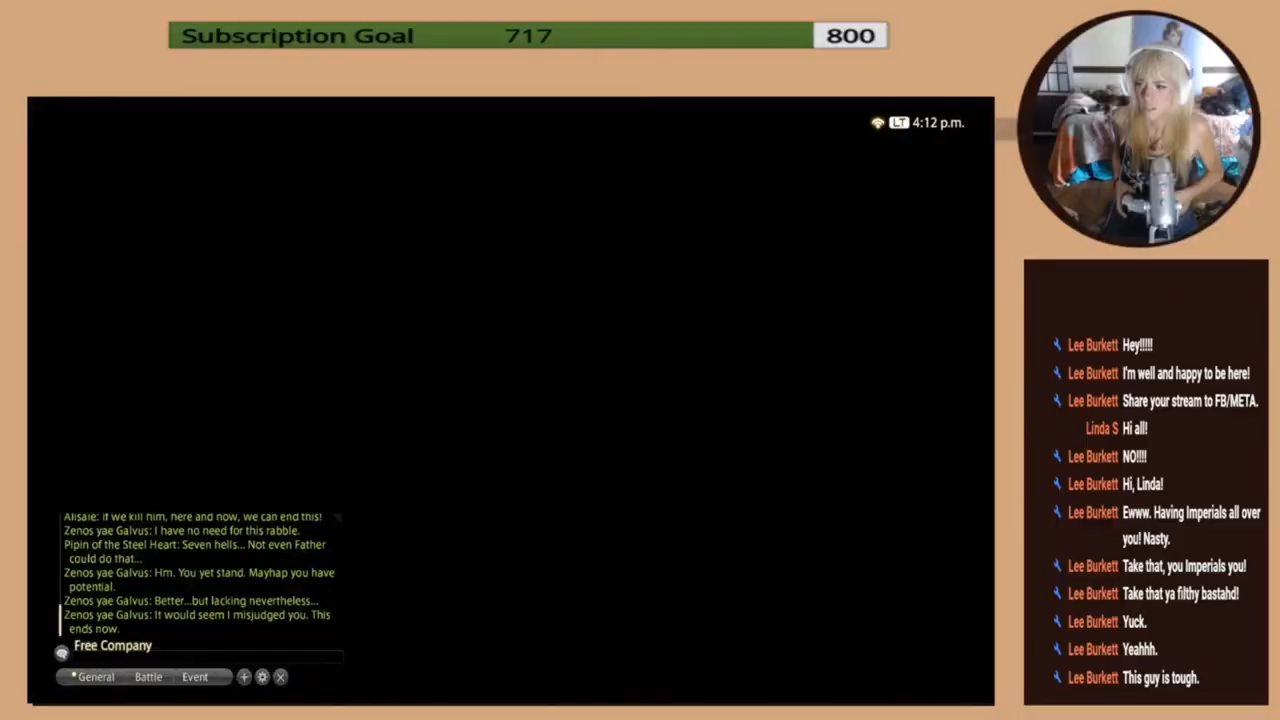 Subscription Goal 717 800
LT 4:12 p.m.
Alisaie: If we kill him, here and now, we can end this!
Zenos yae Galvus: I have no need for this rabble.
Pipin of the Steel Heart: Seven hells... Not even Father
could do that...
Zenos yae Galvus: Hm. You yet stand. Mayhap you have
potential.
Zenos yae Galvus: Better...but lacking nevertheless...
Zenos yae Galvus: It would seem I misjudged you. This
ends now.
Free Company
General Battle Event
Lee Burkett Hey!!!!!
Lee Burkett I'm well and happy to be here!
Lee Burkett Share your stream to FB/META.
Linda S Hi all!
Lee Burkett NO!!!!
Lee Burkett Hi, Linda!
Lee Burkett Ewww. Having Imperials all over
you! Nasty.
Lee Burkett Take that, you Imperials you!
Lee Burkett Take that ya filthy bastahd!
Lee Burkett Yuck.
Lee Burkett Yeahhh.
Lee Burkett This guy is tough.